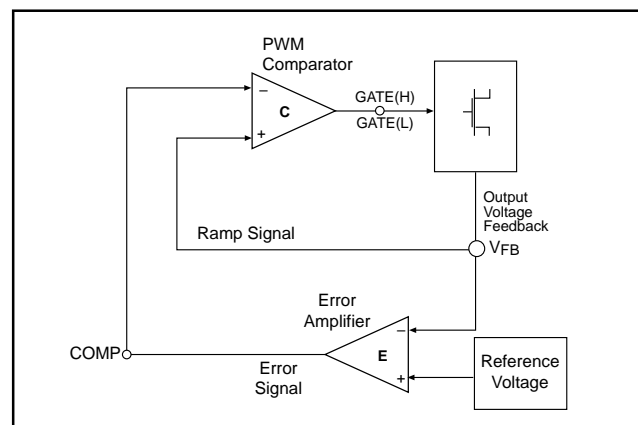 PWM
Comparator
–
C
+
GATE(H)
GATE(L)
Output
Voltage
Feedback
VFB
Ramp Signal
Error
Amplifier
–
E
+
COMP
Error
Signal
Reference
Voltage